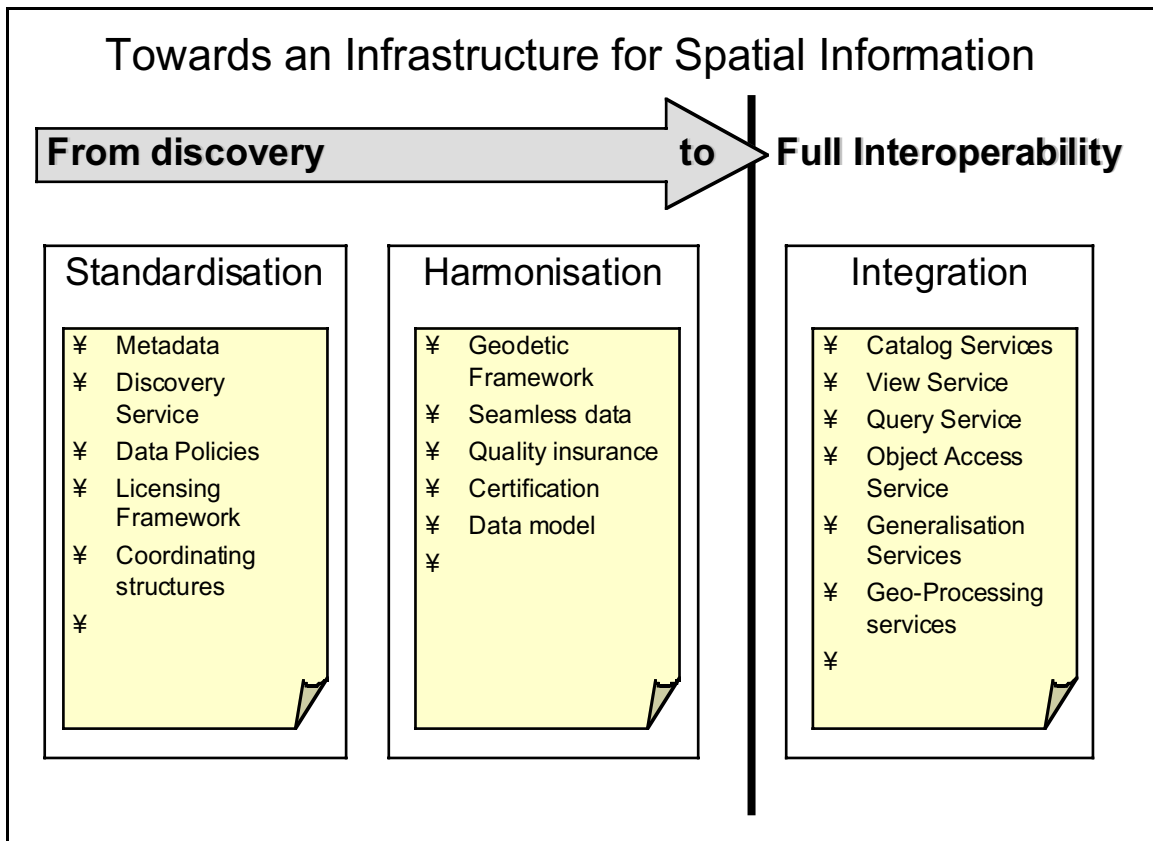 Towards an Infrastructure for Spatial Information
From discovery to Full Interoperability
Standardisation
¥ Metadata
¥ Discovery
Service
¥ Data Policies
¥ Licensing
Framework
¥ Coordinating
structures
¥
Harmonisation
¥ Geodetic
Framework
¥ Seamless data
¥ Quality insurance
¥ Certification
¥ Data model
¥
Integration
¥ Catalog Services
¥ View Service
¥ Query Service
¥ Object Access
Service
¥ Generalisation
Services
¥ Geo-Processing
services
¥